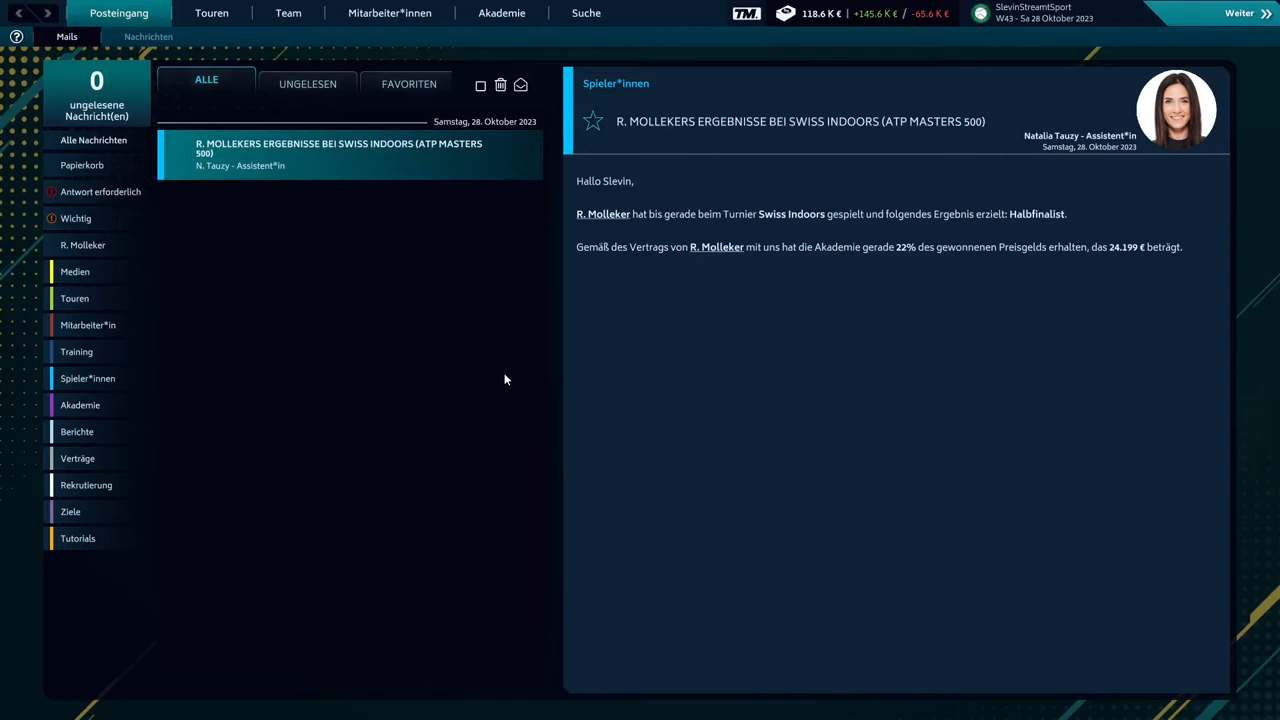 Posteingang
Touren
Team
Mitarbeiter*innen
Akademie
Suche
TM.
118.6 K € | +145.6 K € / -65.6 K €
SlevinStreamSport
W43 - Sa 28 Oktober 2023
Weiter
Mails
Nachrichten
0
ungelesene
Nachricht(en)
Alle Nachrichten
Papierkorb
Antwort erforderlich
Wichtig
R. Molleker
Medien
Touren
Mitarbeiter*in
Training
Spieler*innen
Akademie
Berichte
Verträge
Rekrutierung
Ziele
Tutorials
ALLE
UNGELESEN
FAVORITEN
Samstag, 28. Oktober 2023
R. MOLLEKERS ERGEBNISSE BEI SWISS INDOORS (ATP MASTERS
500)
N. Tauzy - Assistent*in
Spieler*innen
R. MOLLEKERS ERGEBNISSE BEI SWISS INDOORS (ATP MASTERS 500)
Natalia Tauzy - Assistent*in
Samstag, 28. Oktober 2023
Hallo Slevin,
R. Molleker hat bis gerade beim Turnier Swiss Indoors gespielt und folgendes Ergebnis erzielt: Halbfinalist.
Gemäß des Vertrags von R. Molleker mit uns hat die Akademie gerade 22% des gewonnenen Preisgelds erhalten, das 24.199 € beträgt.